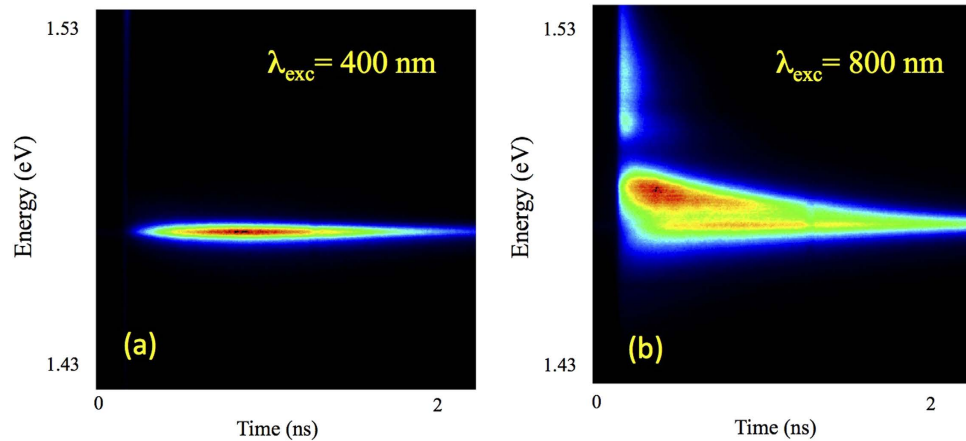 1.53
λexc= 400 nm
Energy (eV)
(a)
1.43
0
2
Time (ns)
1.53
λexc= 800 nm
Energy (eV)
(b)
1.43
0
2
Time (ns)